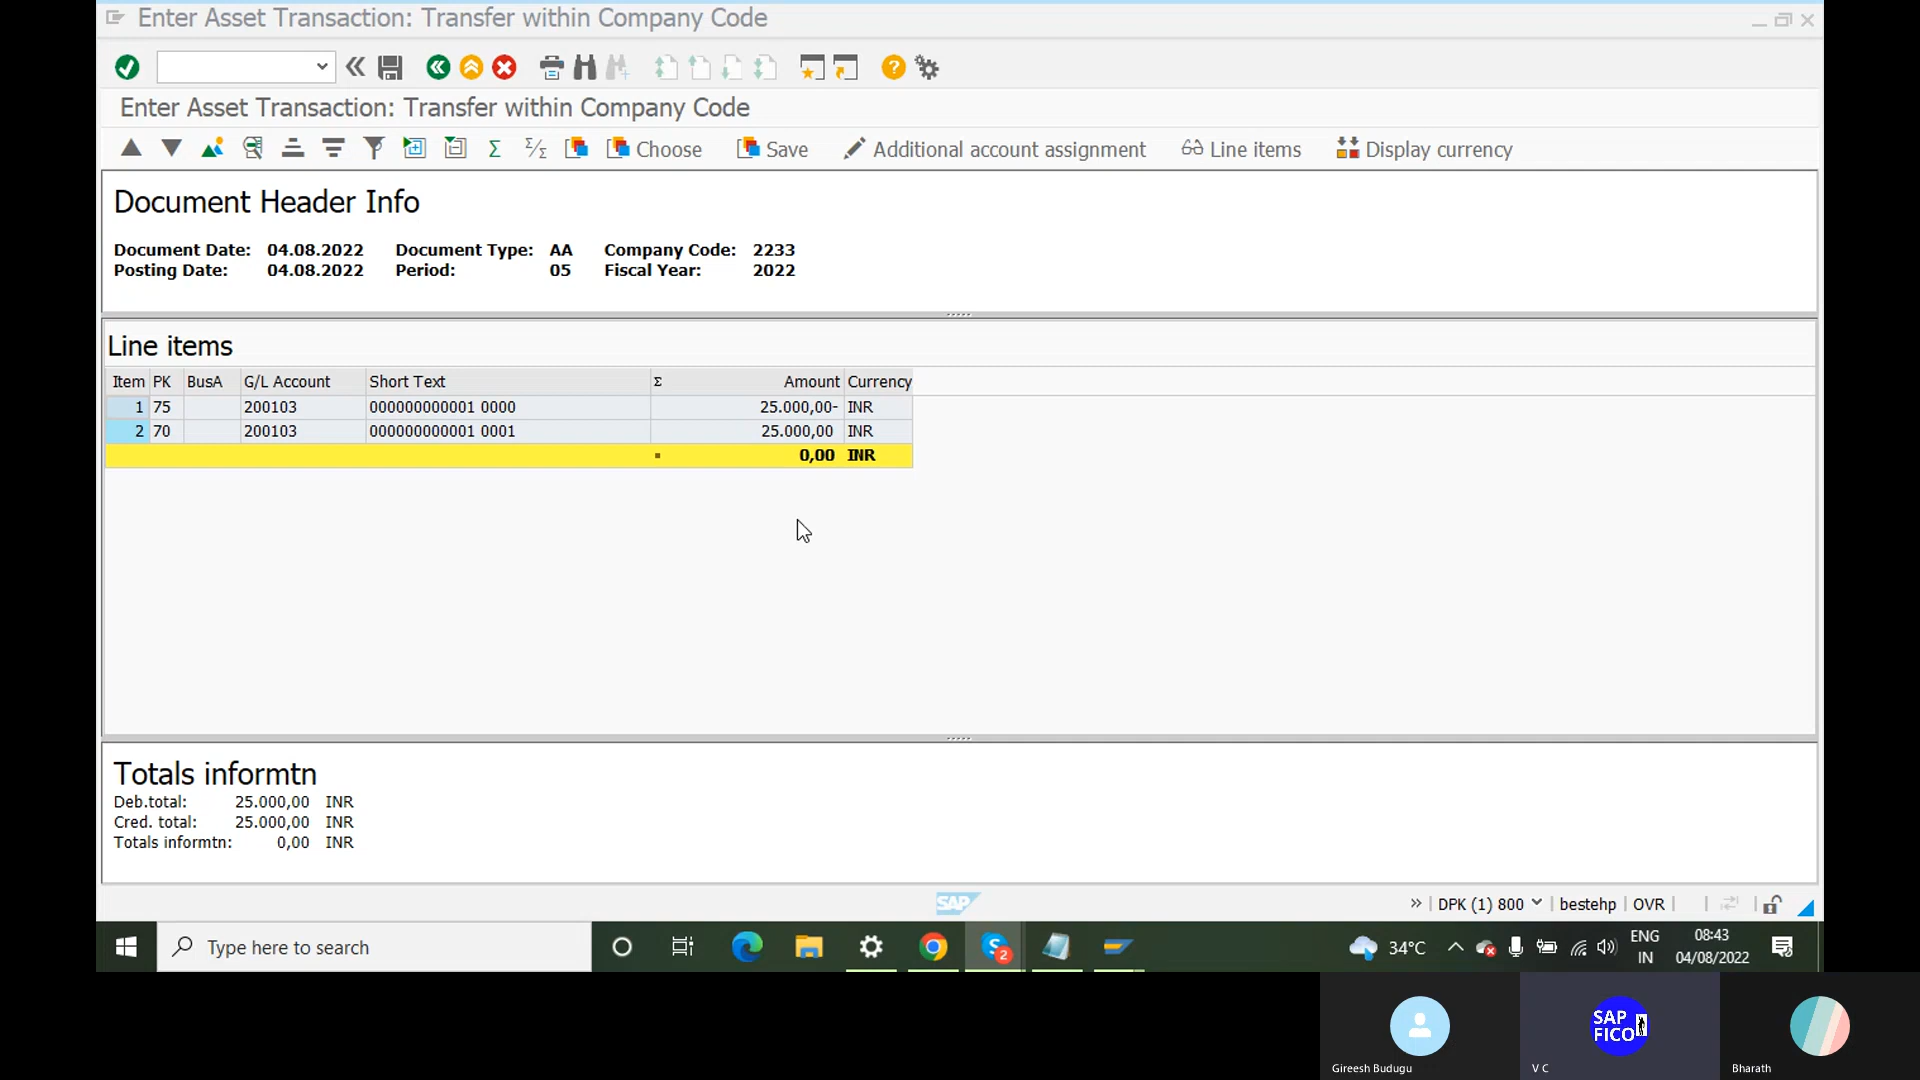 Enter Asset Transaction: Transfer within Company Code
Enter Asset Transaction: Transfer within Company Code
Choose Save Additional account assignment Line items Display currency
Document Header Info
Document Date: 04.08.2022 Document Type: AA Company Code: 2233
Posting Date: 04.08.2022 Period: 05 Fiscal Year: 2022
Line items
Item PK BusA G/L Account Short Text Σ Amount Currency
1 75 200103 000000000001 0000 25.000,00- INR
2 70 200103 000000000001 0001 25.000,00 INR
0,00 INR
Totals informtn
Deb.total: 25.000,00 INR
Cred. total: 25.000,00 INR
Totals informtn: 0,00 INR
SAP
DPK (1) 800 bestehp OVR
Type here to search
2
34°C
ENG
IN
08:43
04/08/2022
SAP
FICO
Gireesh Budugu
V C
Bharath